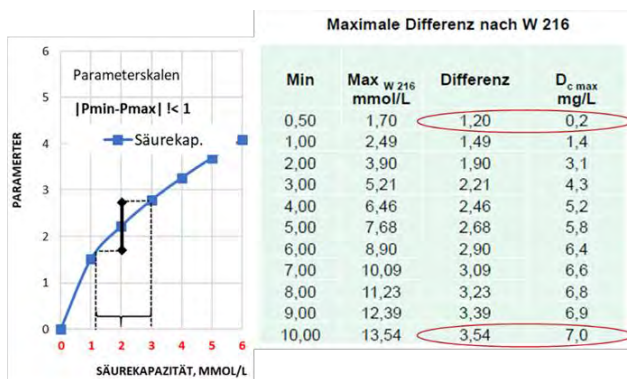 Maximale Differenz nach W 216
6
5
4
3
2
1
0
PARAMERTER
Parameterskalen
|Pmin-Pmax| !< 1
Säurekap.
0 1 2 3 4 5 6
SÄUREKAPAZITÄT, MMOL/L
Min Max W 216 Differenz Dc max
mmol/L mg/L
0,50 1,70 1,20 0,2
1,00 2,49 1,49 1,4
2,00 3,90 1,90 3,1
3,00 5,21 2,21 4,3
4,00 6,46 2,46 5,2
5,00 7,68 2,68 5,8
6,00 8,90 2,90 6,4
7,00 10,09 3,09 6,6
8,00 11,23 3,23 6,8
9,00 12,39 3,39 6,9
10,00 13,54 3,54 7,0